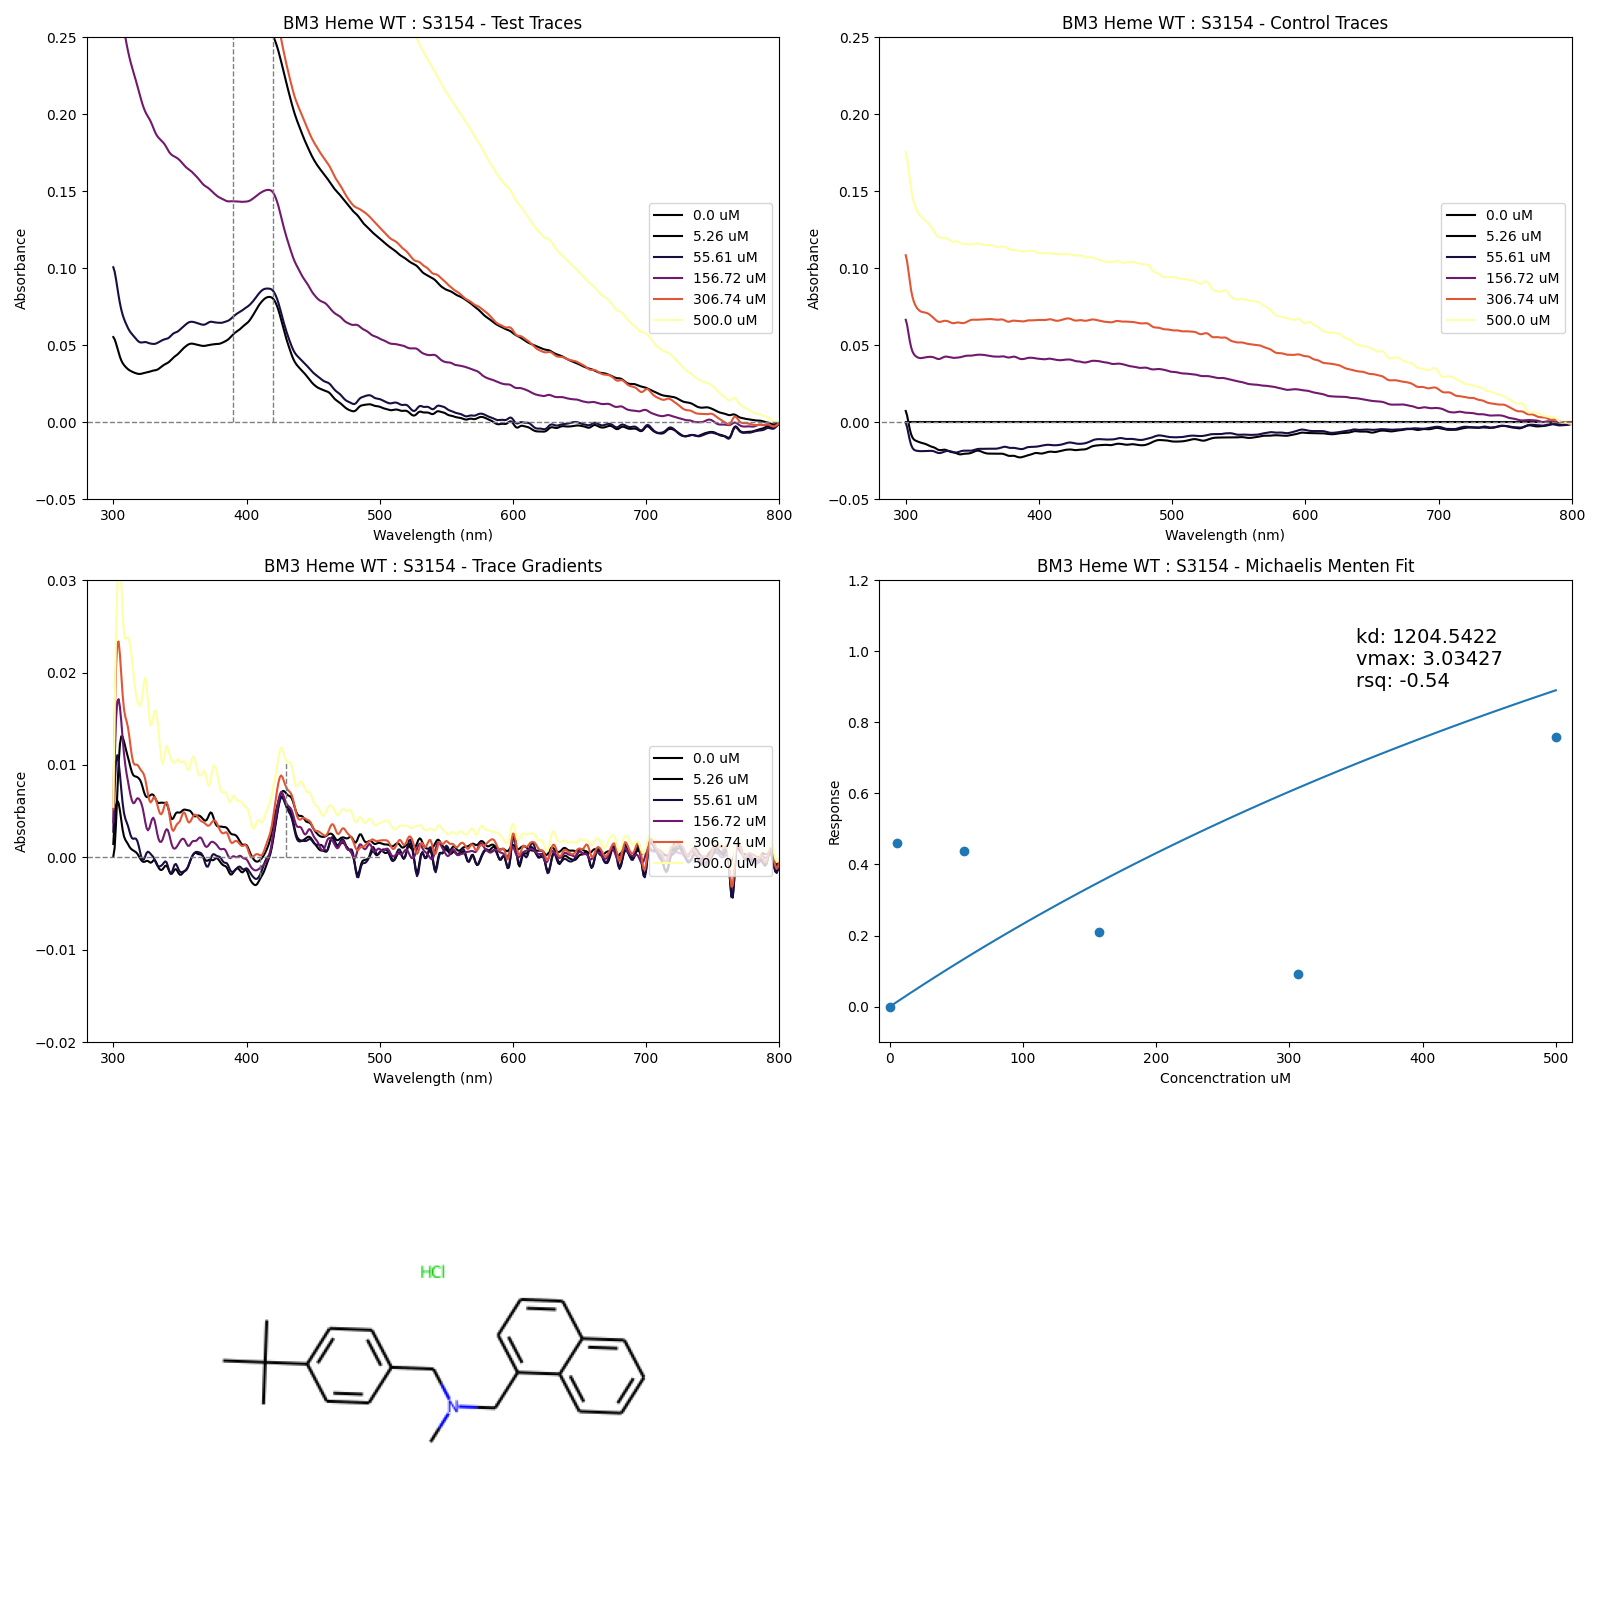 BM3 Heme WT : S3154 - Test Traces
0.25
0.20
0.15
0.10
0.05
0.00
−0.05
Absorbance
0.0 uM
5.26 uM
55.61 uM
156.72 uM
306.74 uM
500.0 uM
300 400 500 600 700 800
Wavelength (nm)
BM3 Heme WT : S3154 - Control Traces
0.25
0.20
0.15
0.10
0.05
0.00
−0.05
Absorbance
0.0 uM
5.26 uM
55.61 uM
156.72 uM
306.74 uM
500.0 uM
300 400 500 600 700 800
Wavelength (nm)
BM3 Heme WT : S3154 - Trace Gradients
0.03
0.02
0.01
0.00
−0.01
−0.02
Absorbance
0.0 uM
5.26 uM
55.61 uM
156.72 uM
306.74 uM
500.0 uM
300 400 500 600 700 800
Wavelength (nm)
BM3 Heme WT : S3154 - Michaelis Menten Fit
1.2
1.0
0.8
0.6
0.4
0.2
0.0
Response
kd: 1204.5422
vmax: 3.03427
rsq: -0.54
0 100 200 300 400 500
Concenctration uM
HCl
N